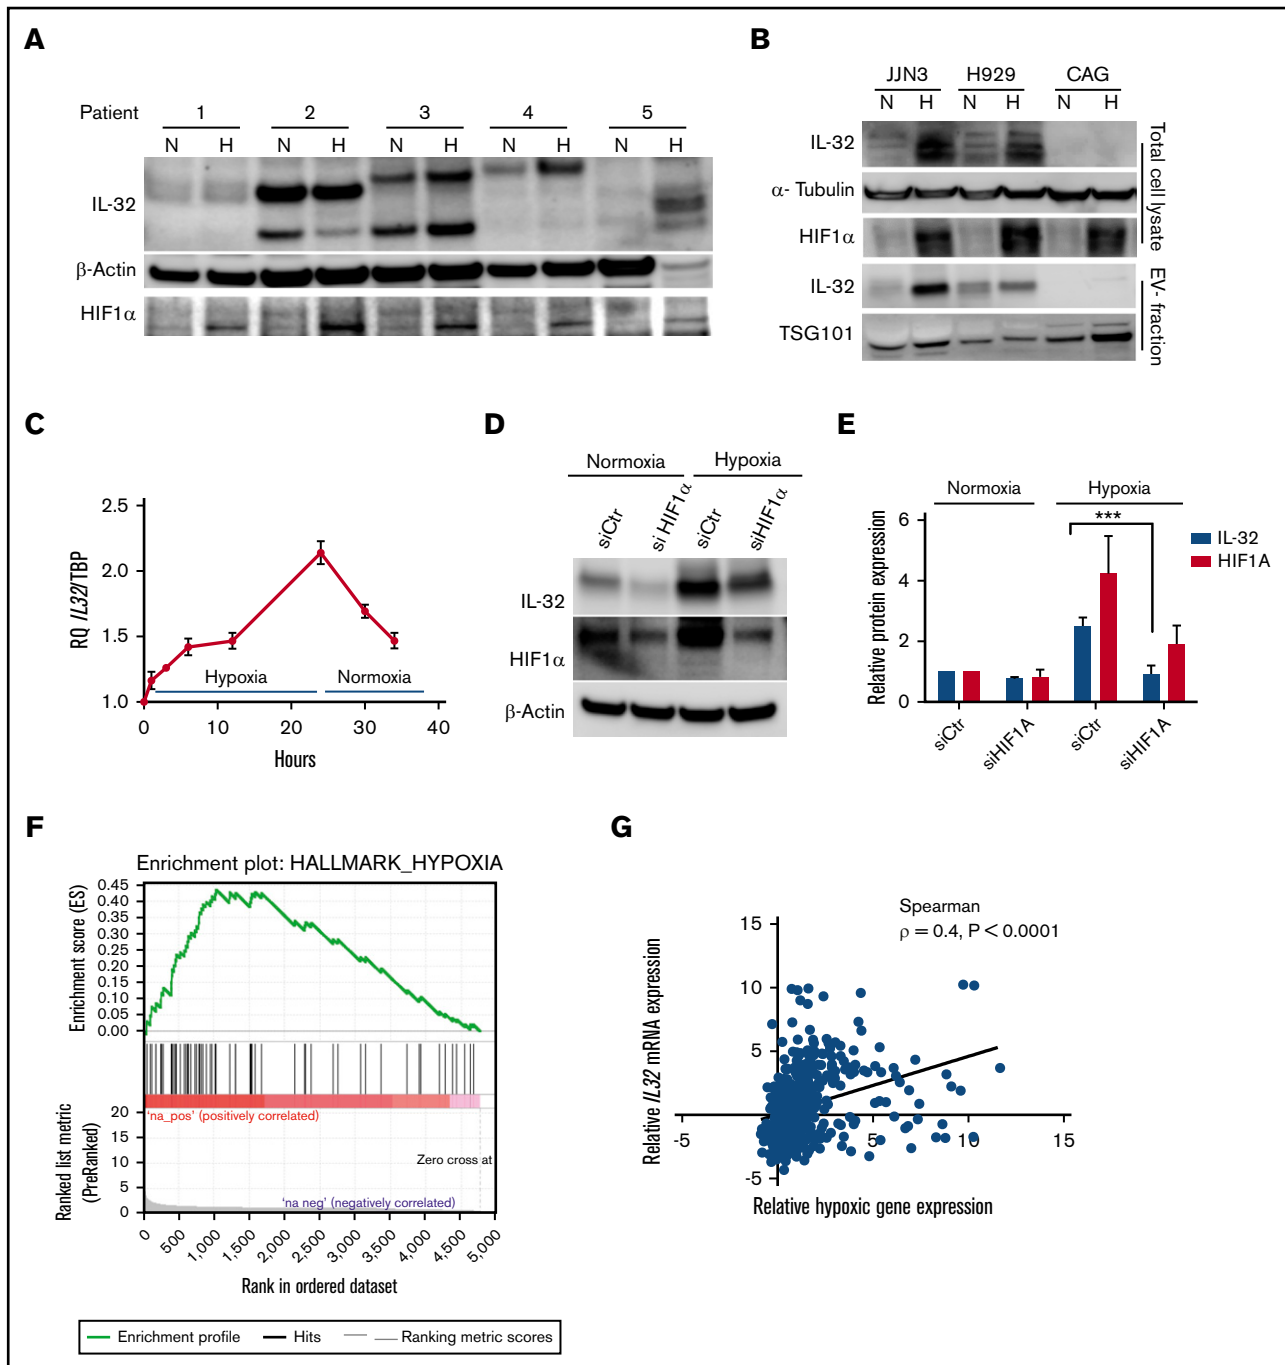 A
Patient 1 2 3 4 5
N H N H N H N H N H
IL-32
β-Actin
HIF1α
B
JJN3 H929 CAG
N H N H N H
IL-32
α- Tubulin
HIF1α
Total cell lysate
IL-32
TSG101
EV- fraction
C
RQ IL32/TBP
2.5
2.0
1.5
1.0
Hypoxia Normoxia
0 10 20 30 40
Hours
D
Normoxia Hypoxia
siCtr si HIF1α siCtr siHIF1α
IL-32
HIF1α
β-Actin
E
Relative protein expression
Normoxia Hypoxia
***
6
4
2
0
IL-32
HIF1A
siCtr siHIF1A siCtr siHIF1A
F
Enrichment plot: HALLMARK_HYPOXIA
Enrichment score (ES)
0.45
0.40
0.35
0.30
0.25
0.20
0.15
0.10
0.05
0.00
Ranked list metric
(PreRanked)
20
15
10
5
0
'na_pos' (positively correlated)
Zero cross at
'na neg' (negatively correlated)
0 500 1,000 1,500 2,000 2,500 3,000 3,500 4,000 4,500 5,000
Rank in ordered dataset
Enrichment profile Hits Ranking metric scores
G
Spearman
ρ = 0.4, P < 0.0001
Relative IL32 mRNA expression
15
10
5
-5
-5 5 10 15
Relative hypoxic gene expression